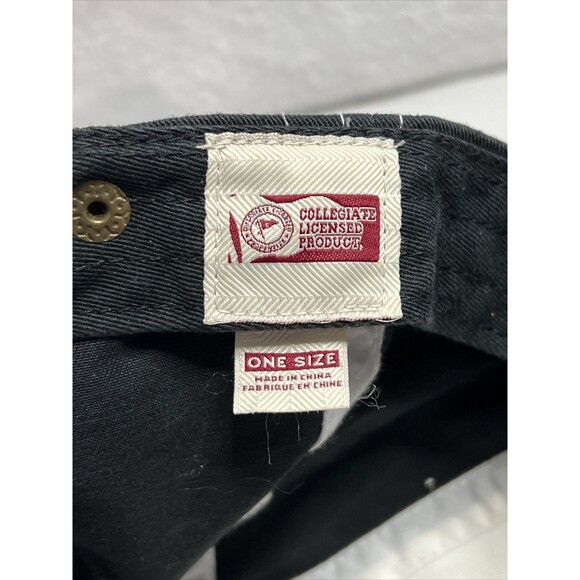 COLLEGIATE
LICENSED
PRODUCT
ONE SIZE
MADE IN CHINA
FABRIQUE EN CHINE